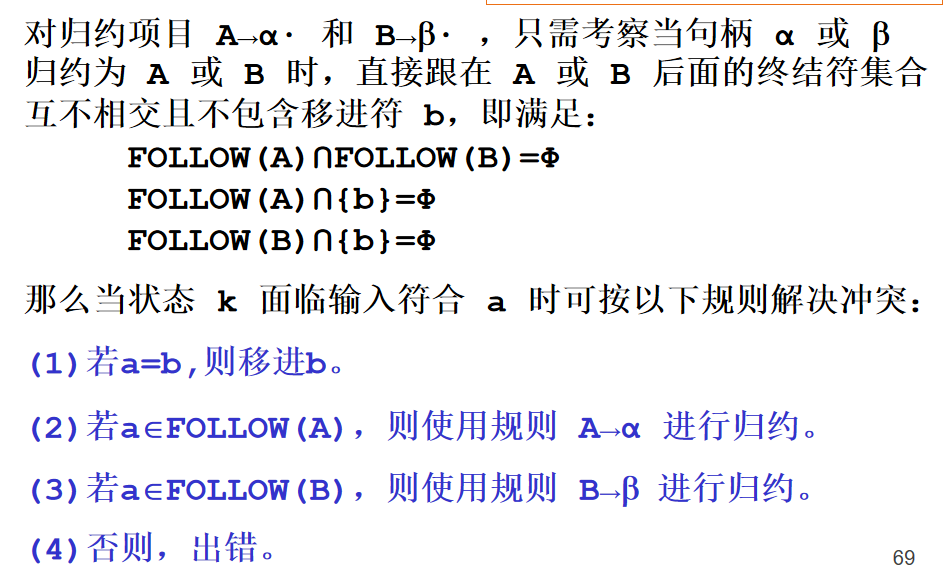 对归约项目 A→α· 和 B→β· ，只需考察当句柄 α 或 β
归约为 A 或 B 时，直接跟在 A 或 B 后面的终结符集合
互不相交且不包含移进符 b，即满足：
FOLLOW(A)∩FOLLOW(B)=Φ
FOLLOW(A)∩{b}=Φ
FOLLOW(B)∩{b}=Φ
那么当状态 k 面临输入符合 a 时可按以下规则解决冲突：
(1)若a=b,则移进b。
(2)若a∈FOLLOW(A)，则使用规则 A→α 进行归约。
(3)若a∈FOLLOW(B)，则使用规则 B→β 进行归约。
(4)否则，出错。
69